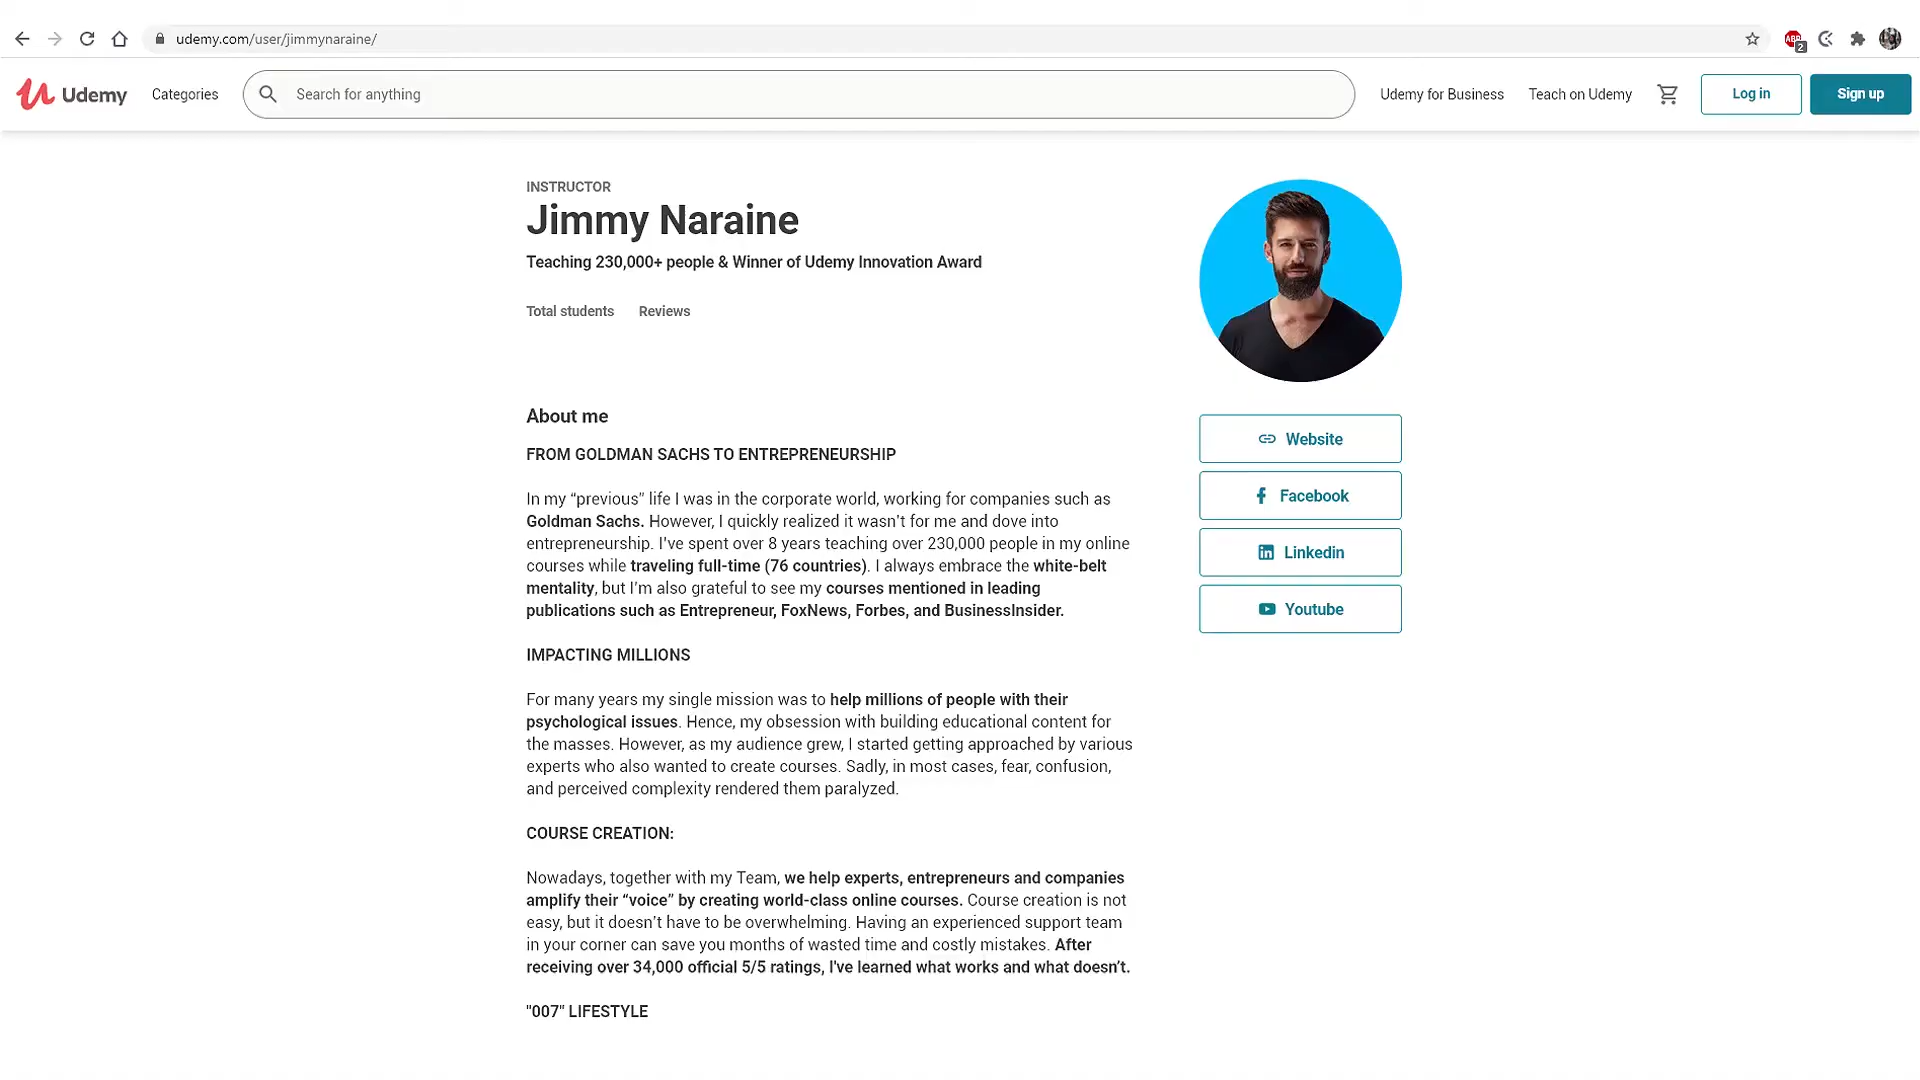 udemy.com/user/jimmynaraine/
ABP
2
Udemy
Categories
Search for anything
Udemy for Business
Teach on Udemy
Log in
Sign up
INSTRUCTOR
Jimmy Naraine
Teaching 230,000+ people & Winner of Udemy Innovation Award
Total students
Reviews
About me
FROM GOLDMAN SACHS TO ENTREPRENEURSHIP
In my “previous” life I was in the corporate world, working for companies such as
Goldman Sachs. However, I quickly realized it wasn’t for me and dove into
entrepreneurship. I've spent over 8 years teaching over 230,000 people in my online
courses while traveling full-time (76 countries). I always embrace the white-belt
mentality, but I’m also grateful to see my courses mentioned in leading
publications such as Entrepreneur, FoxNews, Forbes, and BusinessInsider.
IMPACTING MILLIONS
For many years my single mission was to help millions of people with their
psychological issues. Hence, my obsession with building educational content for
the masses. However, as my audience grew, I started getting approached by various
experts who also wanted to create courses. Sadly, in most cases, fear, confusion,
and perceived complexity rendered them paralyzed.
COURSE CREATION:
Nowadays, together with my Team, we help experts, entrepreneurs and companies
amplify their “voice” by creating world-class online courses. Course creation is not
easy, but it doesn’t have to be overwhelming. Having an experienced support team
in your corner can save you months of wasted time and costly mistakes. After
receiving over 34,000 official 5/5 ratings, I've learned what works and what doesn’t.
"007" LIFESTYLE
Website
Facebook
Linkedin
Youtube